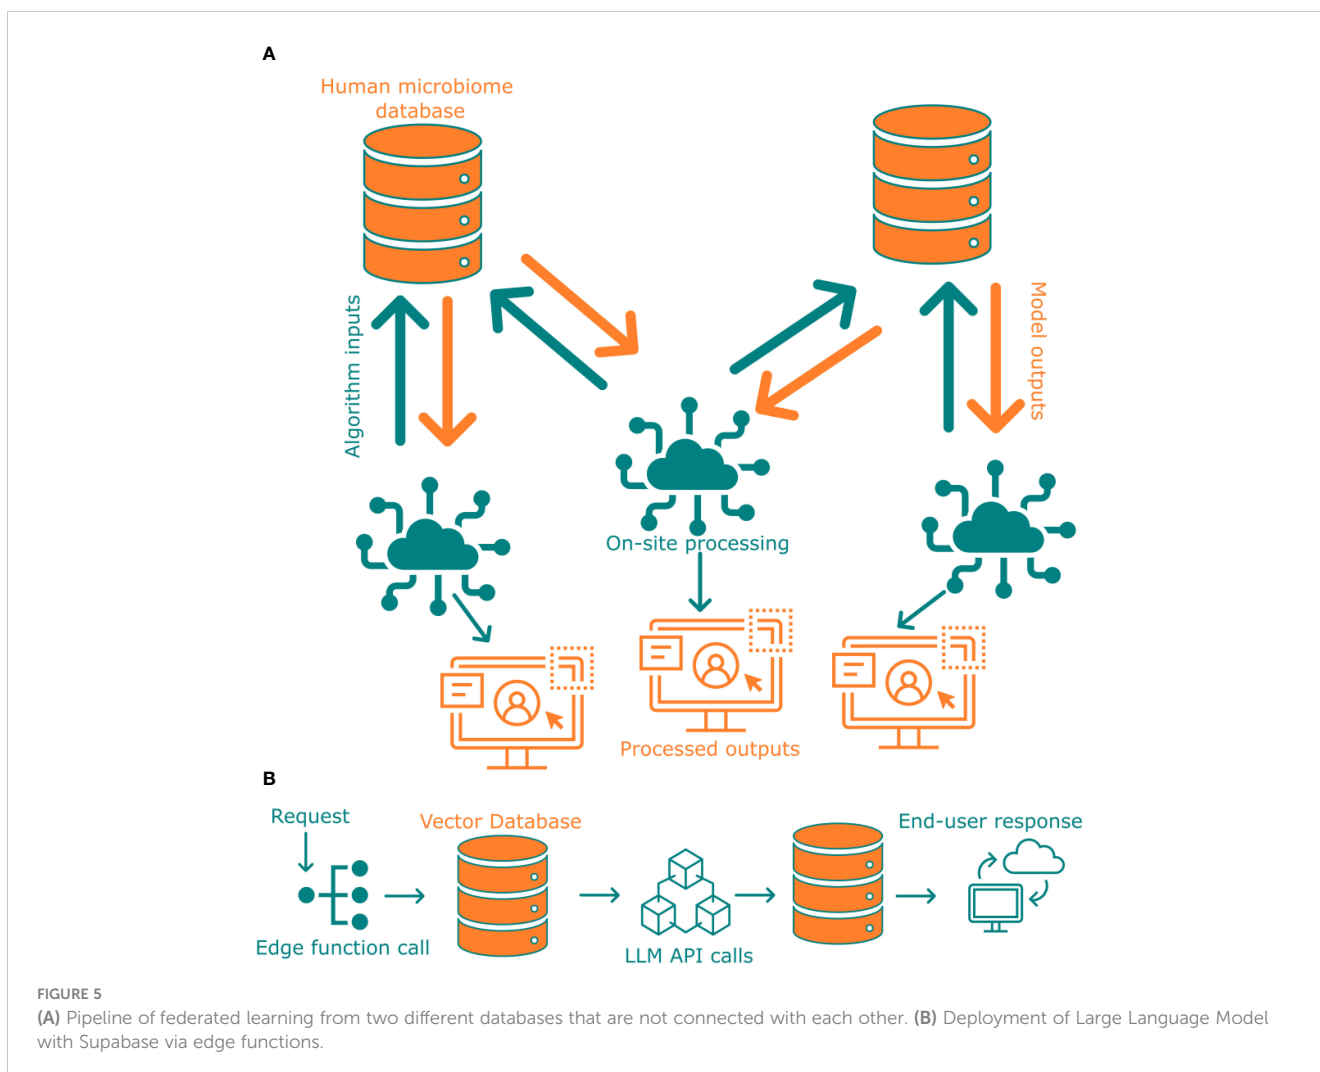 A
Human microbiome
database
Algorithm inputs
Model outputs
On-site processing
Processed outputs
B
Request
Vector Database
End-user response
Edge function call
LLM API calls
FIGURE 5
(A) Pipeline of federated learning from two different databases that are not connected with each other. (B) Deployment of Large Language Model
with Supabase via edge functions.